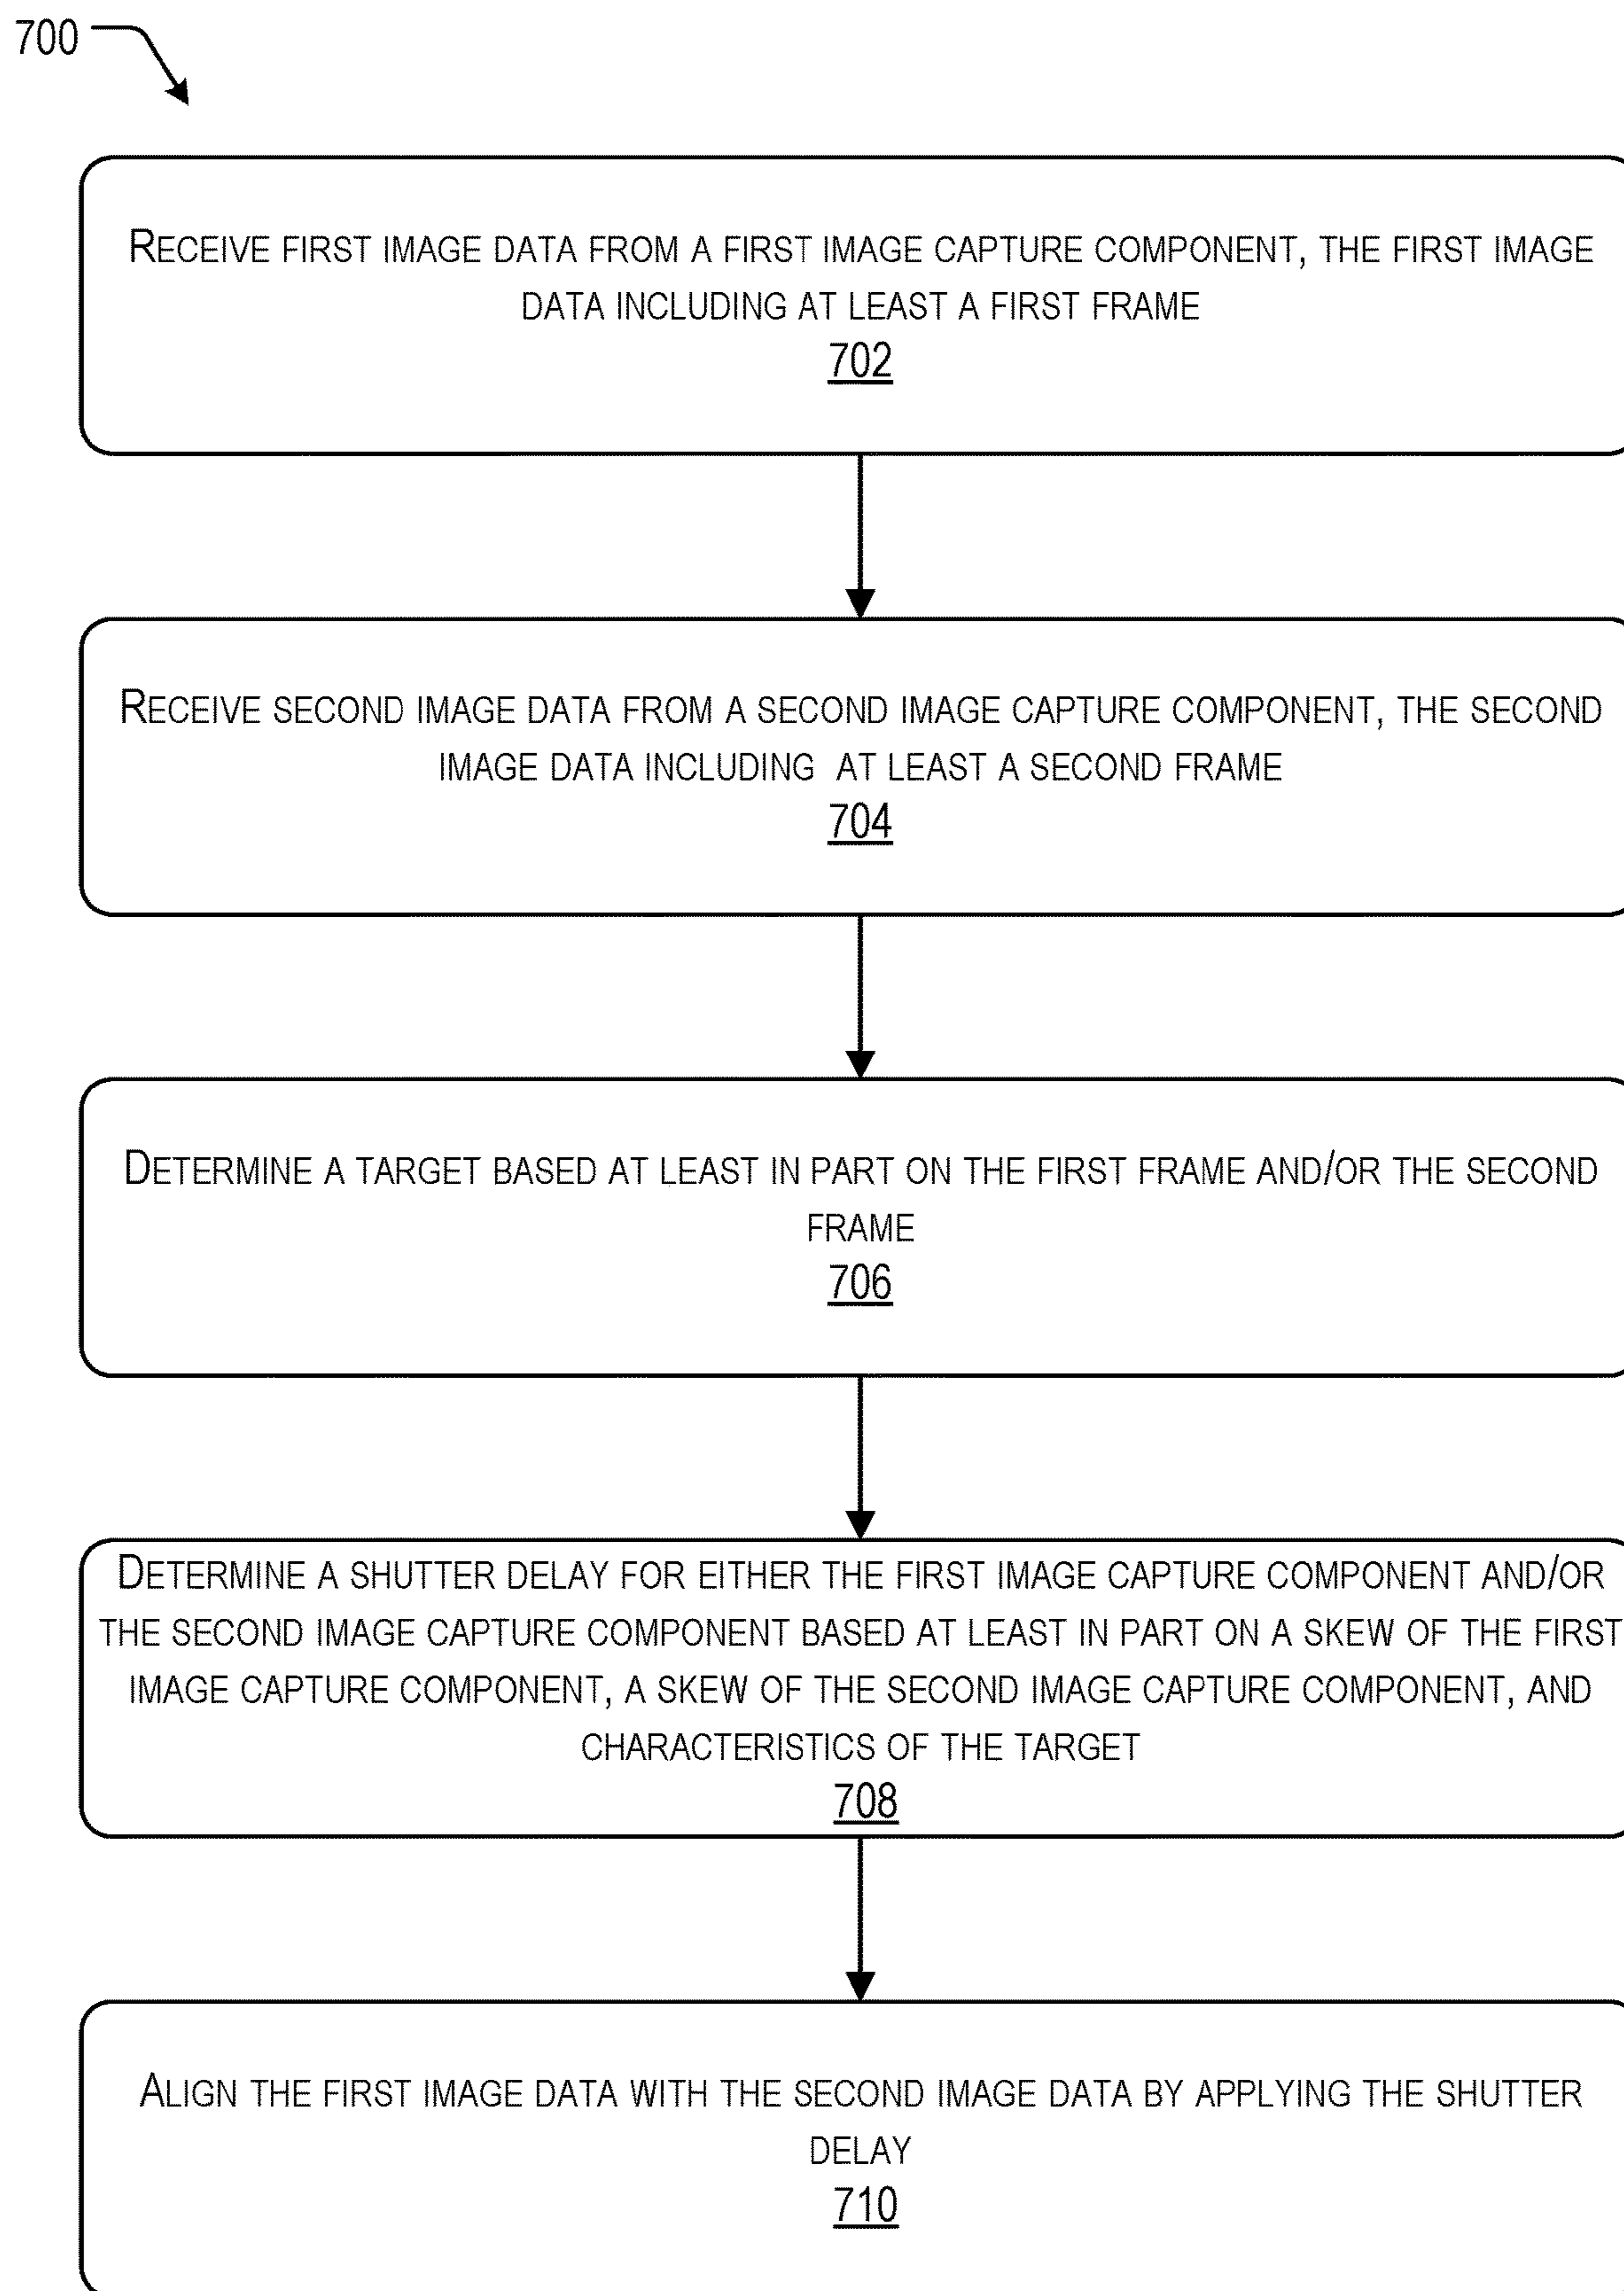 700
Receive first image data from a first image capture component, the first image
data including at least a first frame
702
Receive second image data from a second image capture component, the second
image data including at least a second frame
704
Determine a target based at least in part on the first frame and/or the second
frame
706
Determine a shutter delay for either the first image capture component and/or
the second image capture component based at least in part on a skew of the first
image capture component, a skew of the second image capture component, and
characteristics of the target
708
Align the first image data with the second image data by applying the shutter
delay
710